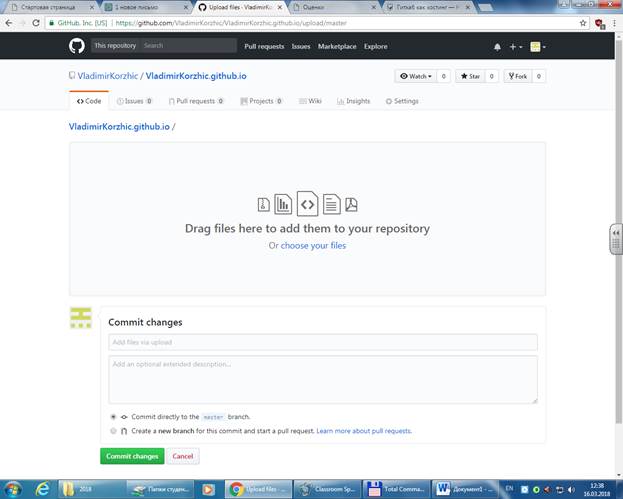 Стартовая страница
1 новое письмо
Upload files - VladimirKor
Оценки
Гитхаб как хостинг —
GitHub, Inc. [US] | https://github.com/VladimirKorzhic/VladimirKorzhic.github.io/upload/master
This repository Search
Pull requests Issues Marketplace Explore
VladimirKorzhic / VladimirKorzhic.github.io
Watch 0 Star 0 Fork 0
Code Issues 0 Pull requests 0 Projects 0 Wiki Insights Settings
VladimirKorzhic.github.io /
Drag files here to add them to your repository
Or choose your files
Commit changes
Add files via upload
Add an optional extended description...
Commit directly to the master branch.
Create a new branch for this commit and start a pull request. Learn more about pull requests.
Commit changes Cancel
2018
Папки студен...
Upload files - ...
Classroom Sp...
Total Comma...
Документ1 - ...
EN
12:38
16.03.2018